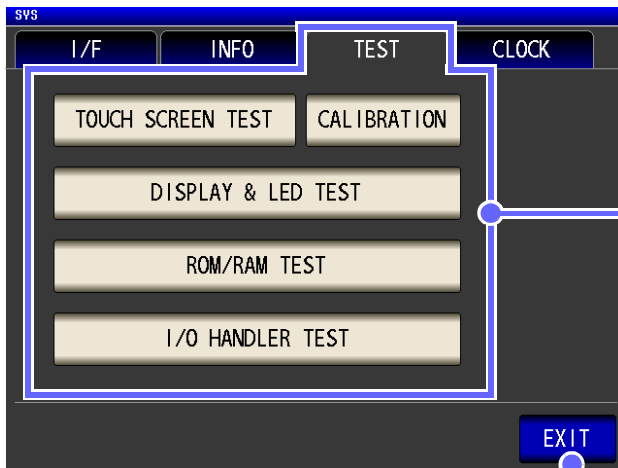 SYS
I/F INFO TEST CLOCK
TOUCH SCREEN TEST CALIBRATION
DISPLAY & LED TEST
ROM/RAM TEST
I/O HANDLER TEST
EXIT